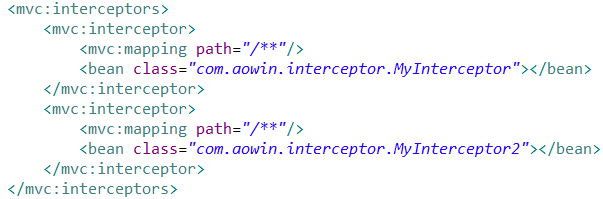 <mvc:interceptors>
    <mvc:interceptor>
        <mvc:mapping path="/**"/>
        <bean class="com.aowin.interceptor.MyInterceptor"></bean>
    </mvc:interceptor>
    <mvc:interceptor>
        <mvc:mapping path="/**"/>
        <bean class="com.aowin.interceptor.MyInterceptor2"></bean>
    </mvc:interceptor>
</mvc:interceptors>